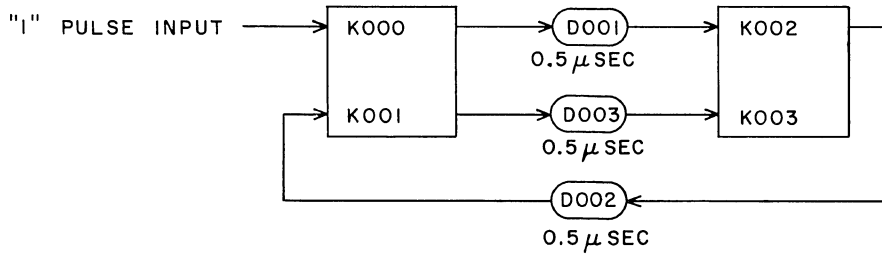 "1" PULSE INPUT K000 D001 K002
0.5 μ SEC
K001 D003 K003
0.5 μ SEC
D002
0.5 μ SEC